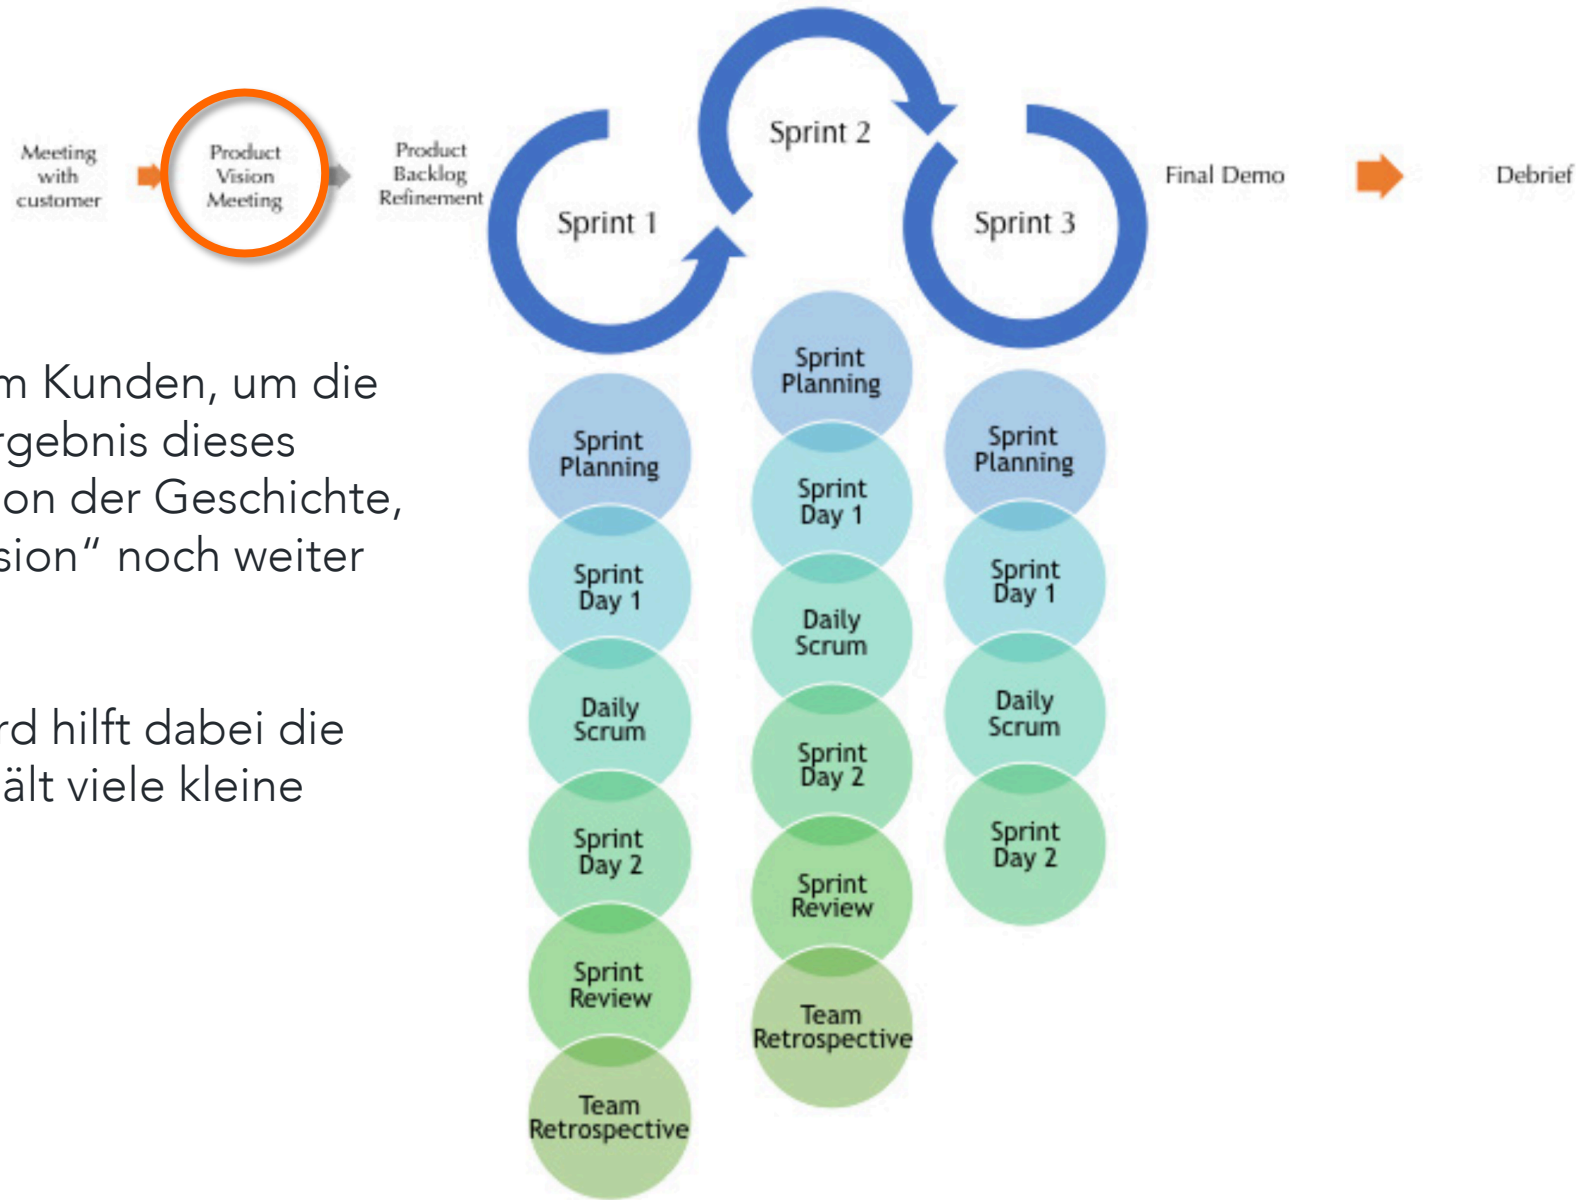 Meeting
with
customer
Product
Vision
Meeting
Product
Backlog
Refinement
Sprint 1
Sprint 2
Sprint 3
Final Demo
Debrief
m Kunden, um die
rgebnis dieses
on der Geschichte,
sion“ noch weiter
rd hilft dabei die
ält viele kleine
Sprint
Planning
Sprint
Day 1
Daily
Scrum
Sprint
Day 2
Sprint
Review
Team
Retrospective
Sprint
Planning
Sprint
Day 1
Daily
Scrum
Sprint
Day 2
Sprint
Review
Team
Retrospective
Sprint
Planning
Sprint
Day 1
Daily
Scrum
Sprint
Day 2